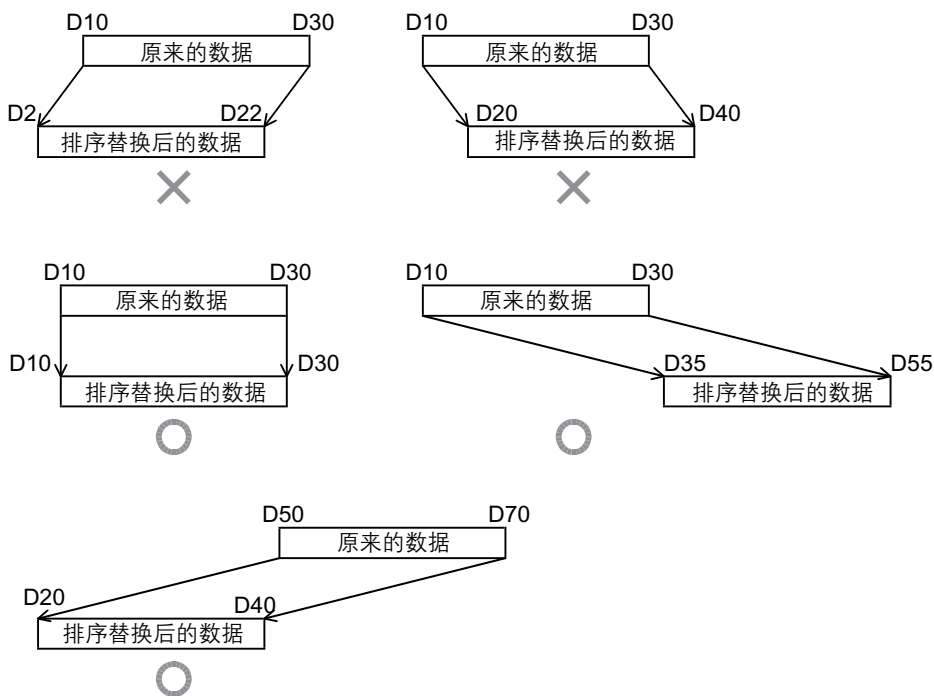 D10 D30
原来的数据
D2 D22
排序替换后的数据
D10 D30
原来的数据
D20 D40
排序替换后的数据
D10 D30
原来的数据
D10 D30
排序替换后的数据
D10 D30
原来的数据
D35 D55
排序替换后的数据
D50 D70
原来的数据
D20 D40
排序替换后的数据